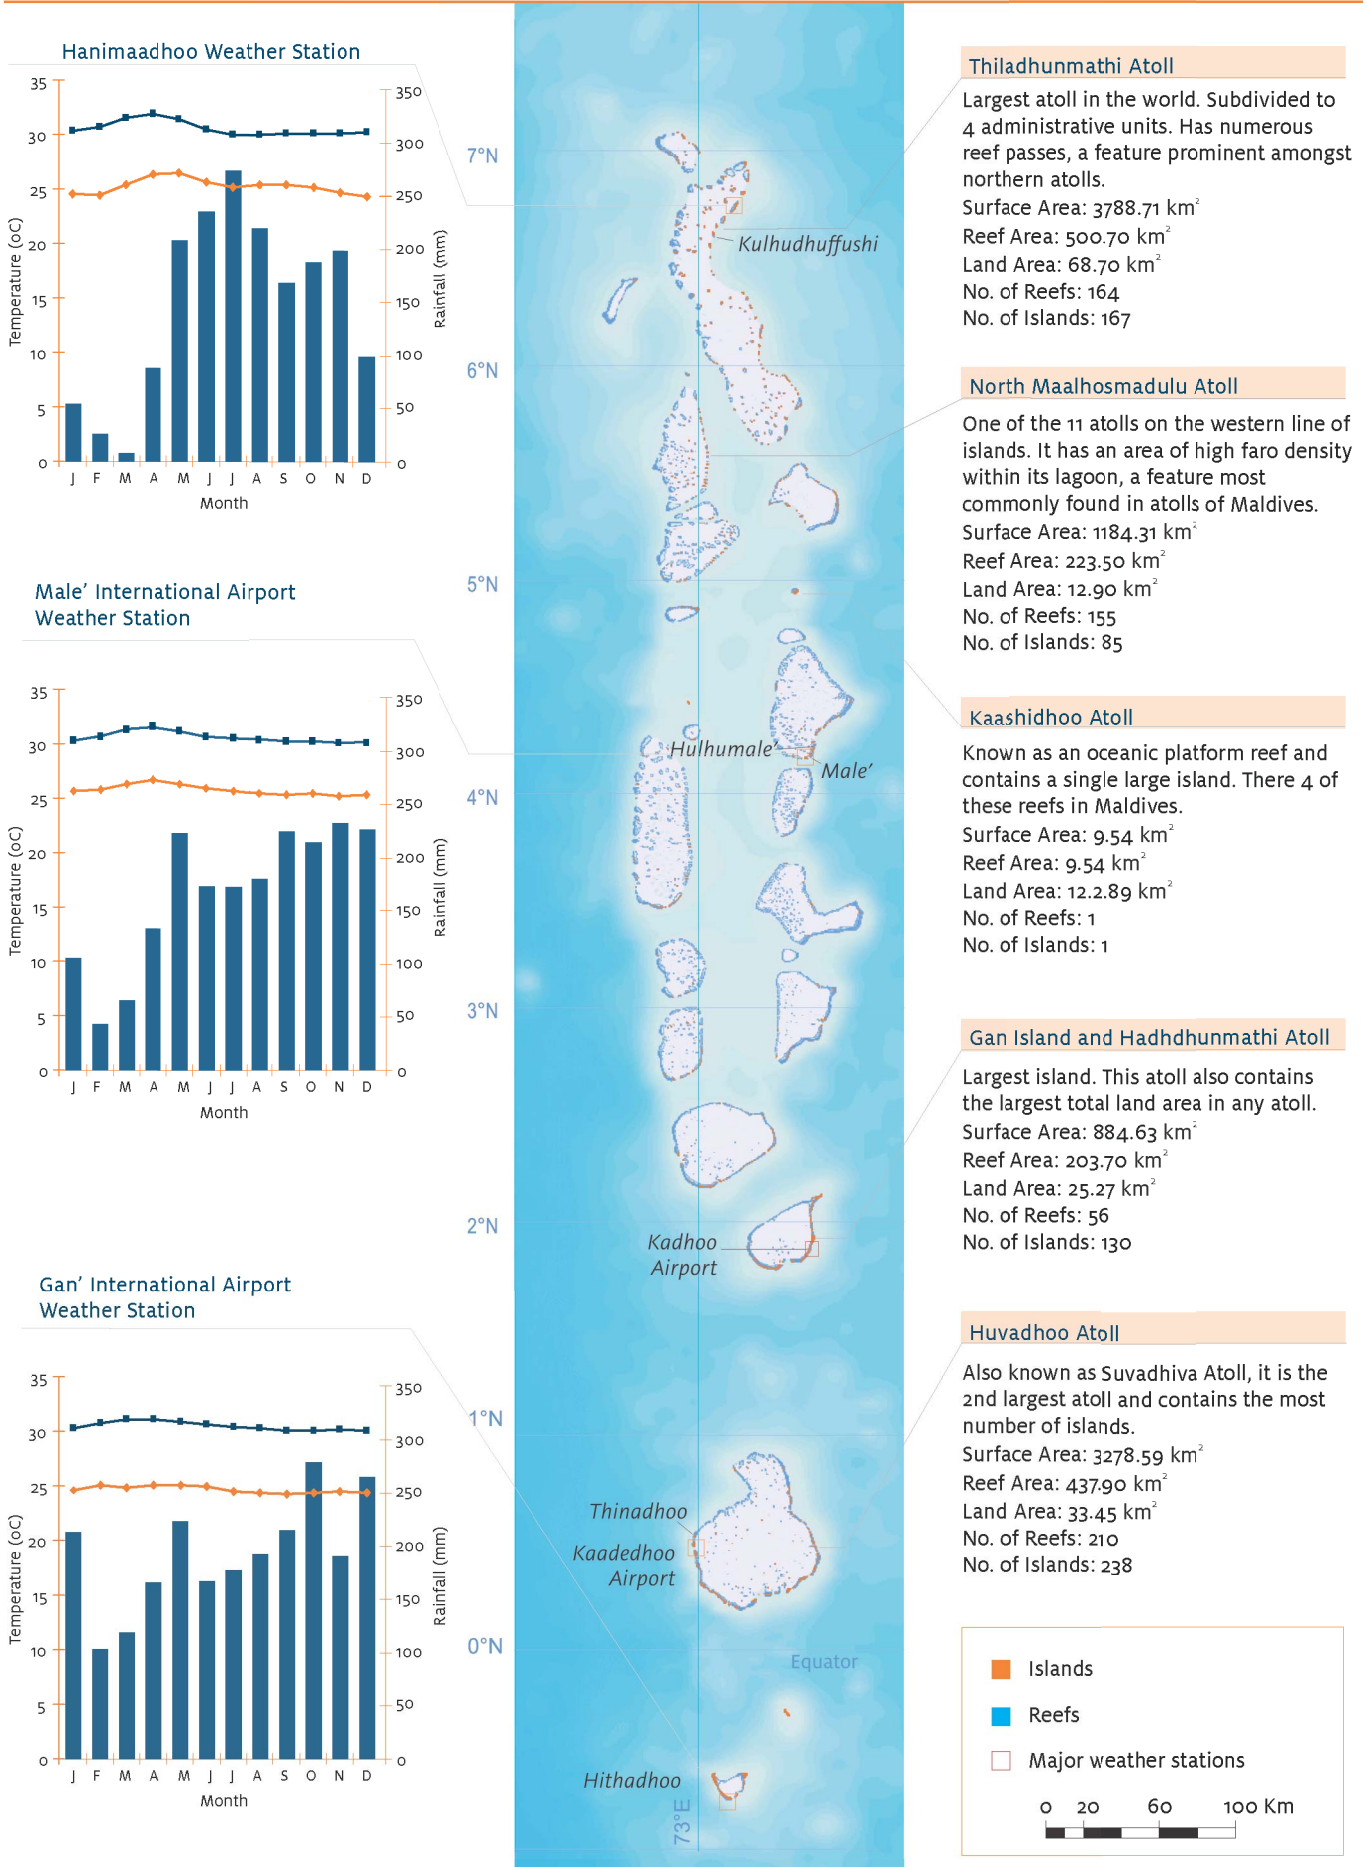 Hanimaadhoo Weather Station
35
30
25
20
15
10
5
0
Temperature (oC)
350
300
250
200
150
100
50
0
Rainfall (mm)
J F M A M J J A S O N D
Month
Male’ International Airport
Weather Station
35
30
25
20
15
10
5
0
Temperature (oC)
350
300
250
200
150
100
50
0
Rainfall (mm)
J F M A M J J A S O N D
Month
Gan’ International Airport
Weather Station
35
30
25
20
15
10
5
0
Temperature (oC)
350
300
250
200
150
100
50
0
Rainfall (mm)
J F M A M J J A S O N D
Month
7°N
6°N
5°N
4°N
3°N
2°N
1°N
0°N
Kulhudhuffushi
Hulhumale’
Male’
Kadhoo
Airport
Thinadhoo
Kaadedhoo
Airport
Equator
Hithadhoo
73°E
Thiladhunmathi Atoll
Largest atoll in the world. Subdivided to
4 administrative units. Has numerous
reef passes, a feature prominent amongst
northern atolls.
Surface Area: 3788.71 km²
Reef Area: 500.70 km²
Land Area: 68.70 km²
No. of Reefs: 164
No. of Islands: 167
North Maalhosmadulu Atoll
One of the 11 atolls on the western line of
islands. It has an area of high faro density
within its lagoon, a feature most
commonly found in atolls of Maldives.
Surface Area: 1184.31 km²
Reef Area: 223.50 km²
Land Area: 12.90 km²
No. of Reefs: 155
No. of Islands: 85
Kaashidhoo Atoll
Known as an oceanic platform reef and
contains a single large island. There 4 of
these reefs in Maldives.
Surface Area: 9.54 km²
Reef Area: 9.54 km²
Land Area: 12.2.89 km²
No. of Reefs: 1
No. of Islands: 1
Gan Island and Hadhdhunmathi Atoll
Largest island. This atoll also contains
the largest total land area in any atoll.
Surface Area: 884.63 km²
Reef Area: 203.70 km²
Land Area: 25.27 km²
No. of Reefs: 56
No. of Islands: 130
Huvadhoo Atoll
Also known as Suvadhiva Atoll, it is the
2nd largest atoll and contains the most
number of islands.
Surface Area: 3278.59 km²
Reef Area: 437.90 km²
Land Area: 33.45 km²
No. of Reefs: 210
No. of Islands: 238
Islands
Reefs
Major weather stations
0 20 60 100 Km